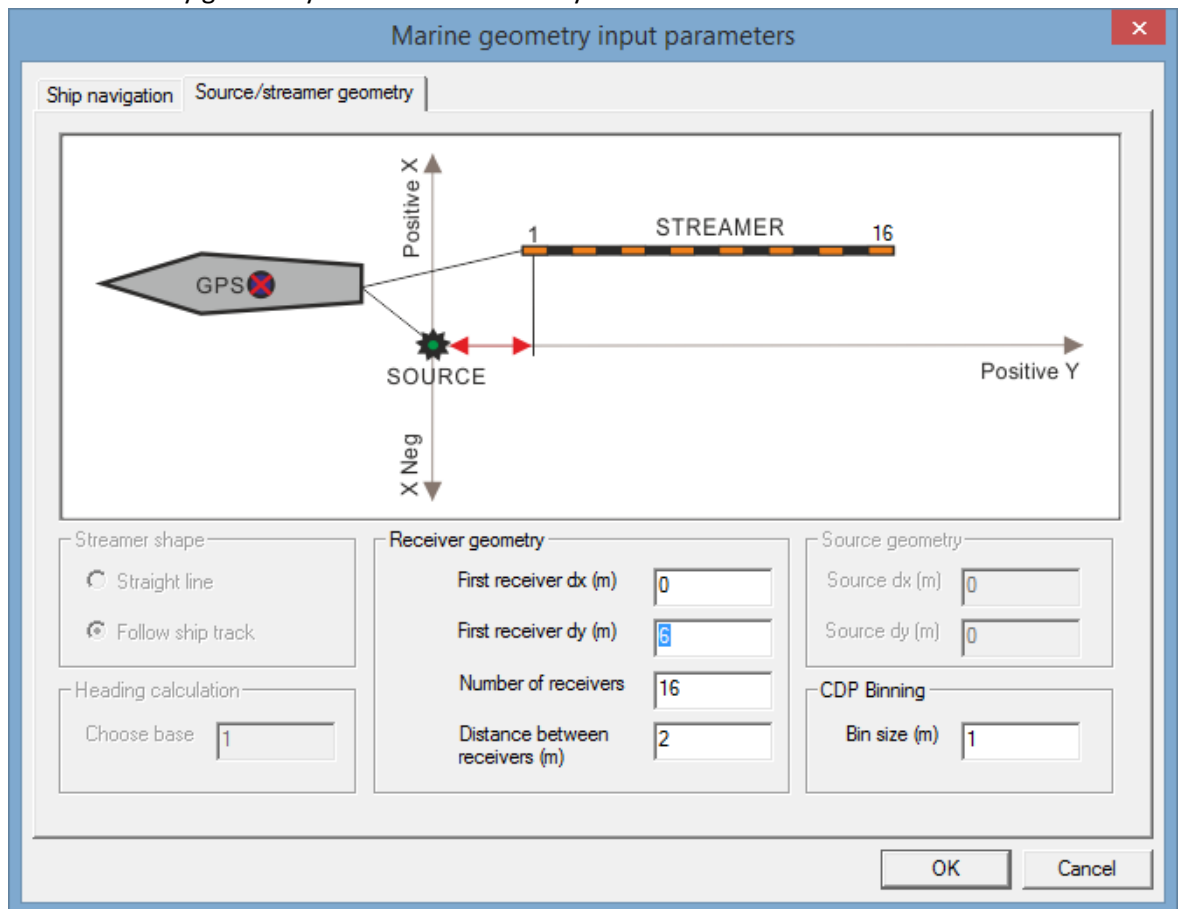 Marine geometry input parameters
Ship navigation
Source/streamer geometry
Positive X
1
STREAMER
16
GPS
SOURCE
Positive Y
X Neg
Streamer shape
Straight line
Follow ship track
Heading calculation
Choose base 1
Receiver geometry
First receiver dx (m) 0
First receiver dy (m) 6
Number of receivers 16
Distance between
receivers (m) 2
Source geometry
Source dx (m) 0
Source dy (m) 0
CDP Binning
Bin size (m) 1
OK
Cancel